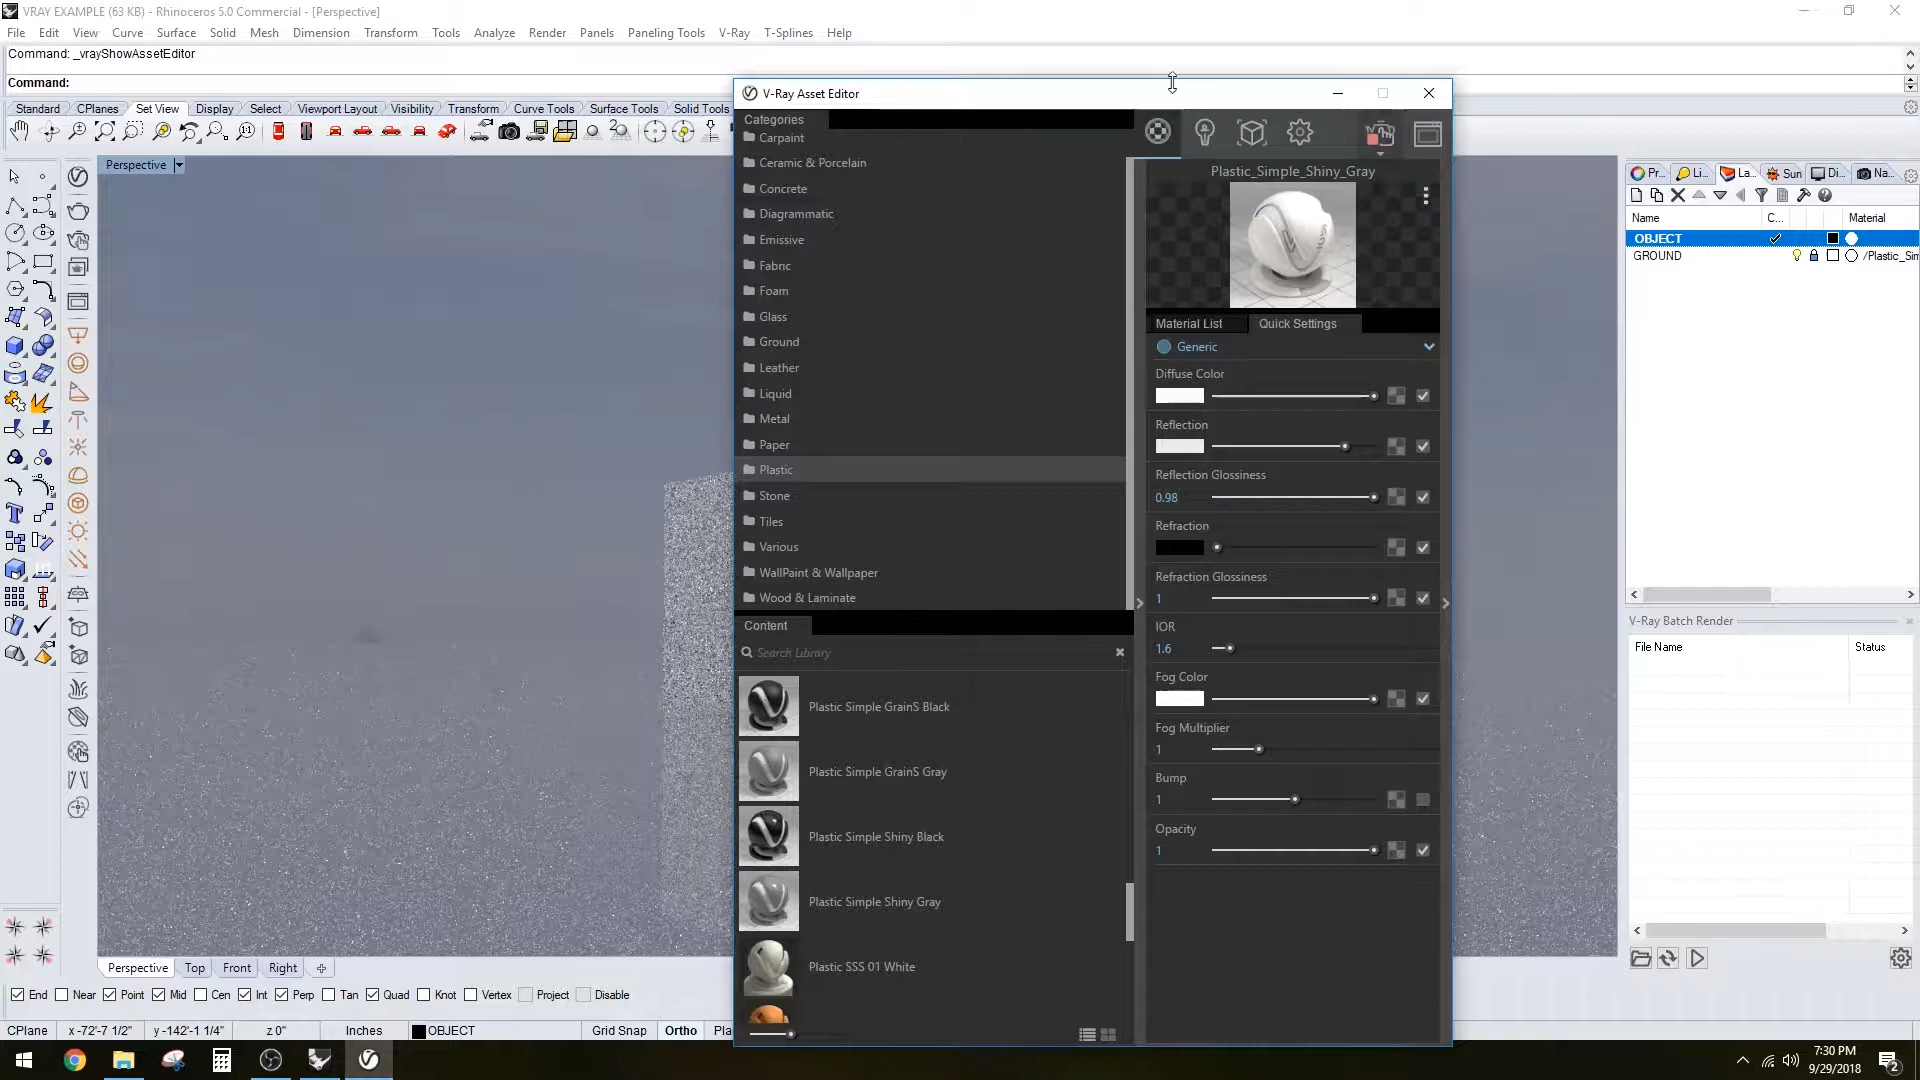 VRAY EXAMPLE (63 KB) - Rhinoceros 5.0 Commercial - [Perspective]
File Edit View Curve Surface Solid Mesh Dimension Transform Tools Analyze Render Panels Paneling Tools V-Ray T-Splines Help
Command: _vrayShowAssetEditor
Command:
Standard CPlanes Set View Display Select Viewport Layout Visibility Transform Curve Tools Surface Tools Solid Tools
V-Ray Asset Editor
Perspective
Categories
Carpaint
Ceramic & Porcelain
Concrete
Diagrammatic
Emissive
Fabric
Foam
Glass
Ground
Leather
Liquid
Metal
Paper
Plastic
Stone
Tiles
Various
WallPaint & Wallpaper
Wood & Laminate
Content
Search Library
Plastic Simple GrainS Black
Plastic Simple GrainS Gray
Plastic Simple Shiny Black
Plastic Simple Shiny Gray
Plastic SSS 01 White
Plastic_Simple_Shiny_Gray
Material List Quick Settings
Generic
Diffuse Color
Reflection
Reflection Glossiness
0.98
Refraction
Refraction Glossiness
1
IOR
1.6
Fog Color
Fog Multiplier
1
Bump
1
Opacity
1
Pr... Li... La... Sun Di... Na...
Name C... Material
OBJECT
GROUND /Plastic_Sim
V-Ray Batch Render
File Name Status
Perspective Top Front Right
End Near Point Mid Cen Int Perp Tan Quad Knot Vertex Project Disable
CPlane x -72'-7 1/2" y -142'-1 1/4" z 0" Inches OBJECT Grid Snap Ortho Pla
7:30 PM
9/29/2018
2